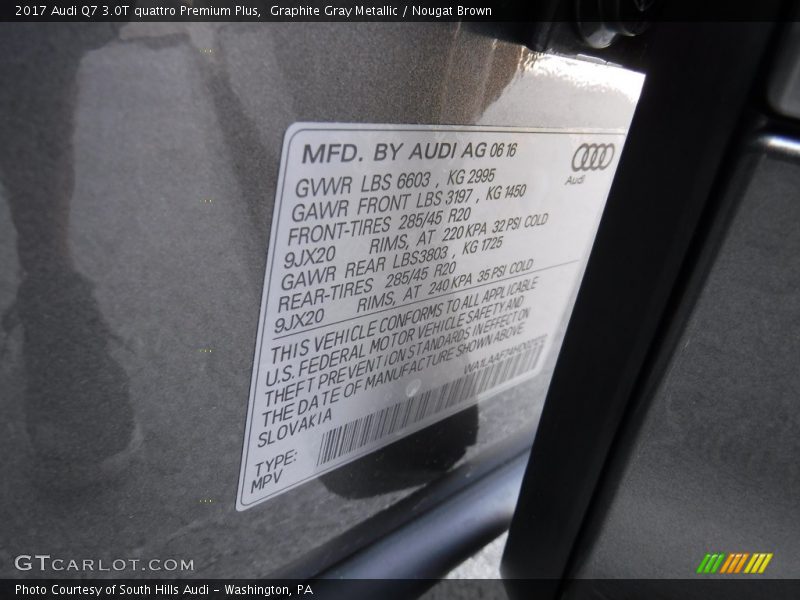 2017 Audi Q7 3.0T quattro Premium Plus,  Graphite Gray Metallic / Nougat Brown
MFD. BY AUDI AG 06 16
Audi
GVWR LBS 6603 , KG 2995
GAWR FRONT LBS 3197 , KG 1450
FRONT-TIRES 285/45 R20
9JX20 RIMS, AT 220 KPA 32 PSI COLD
GAWR REAR LBS3803 , KG 1725
REAR-TIRES 285/45 R20
9JX20 RIMS, AT 240 KPA 35 PSI COLD
THIS VEHICLE CONFORMS TO ALL APPLICABLE
U.S. FEDERAL MOTOR VEHICLE SAFETY AND
THEFT PREVENTION STANDARDS IN EFFECT ON
THE DATE OF MANUFACTURE SHOWN ABOVE
SLOVAKIA
TYPE:
MPV
GTCARLOT.COM
Photo Courtesy of South Hills Audi - Washington, PA